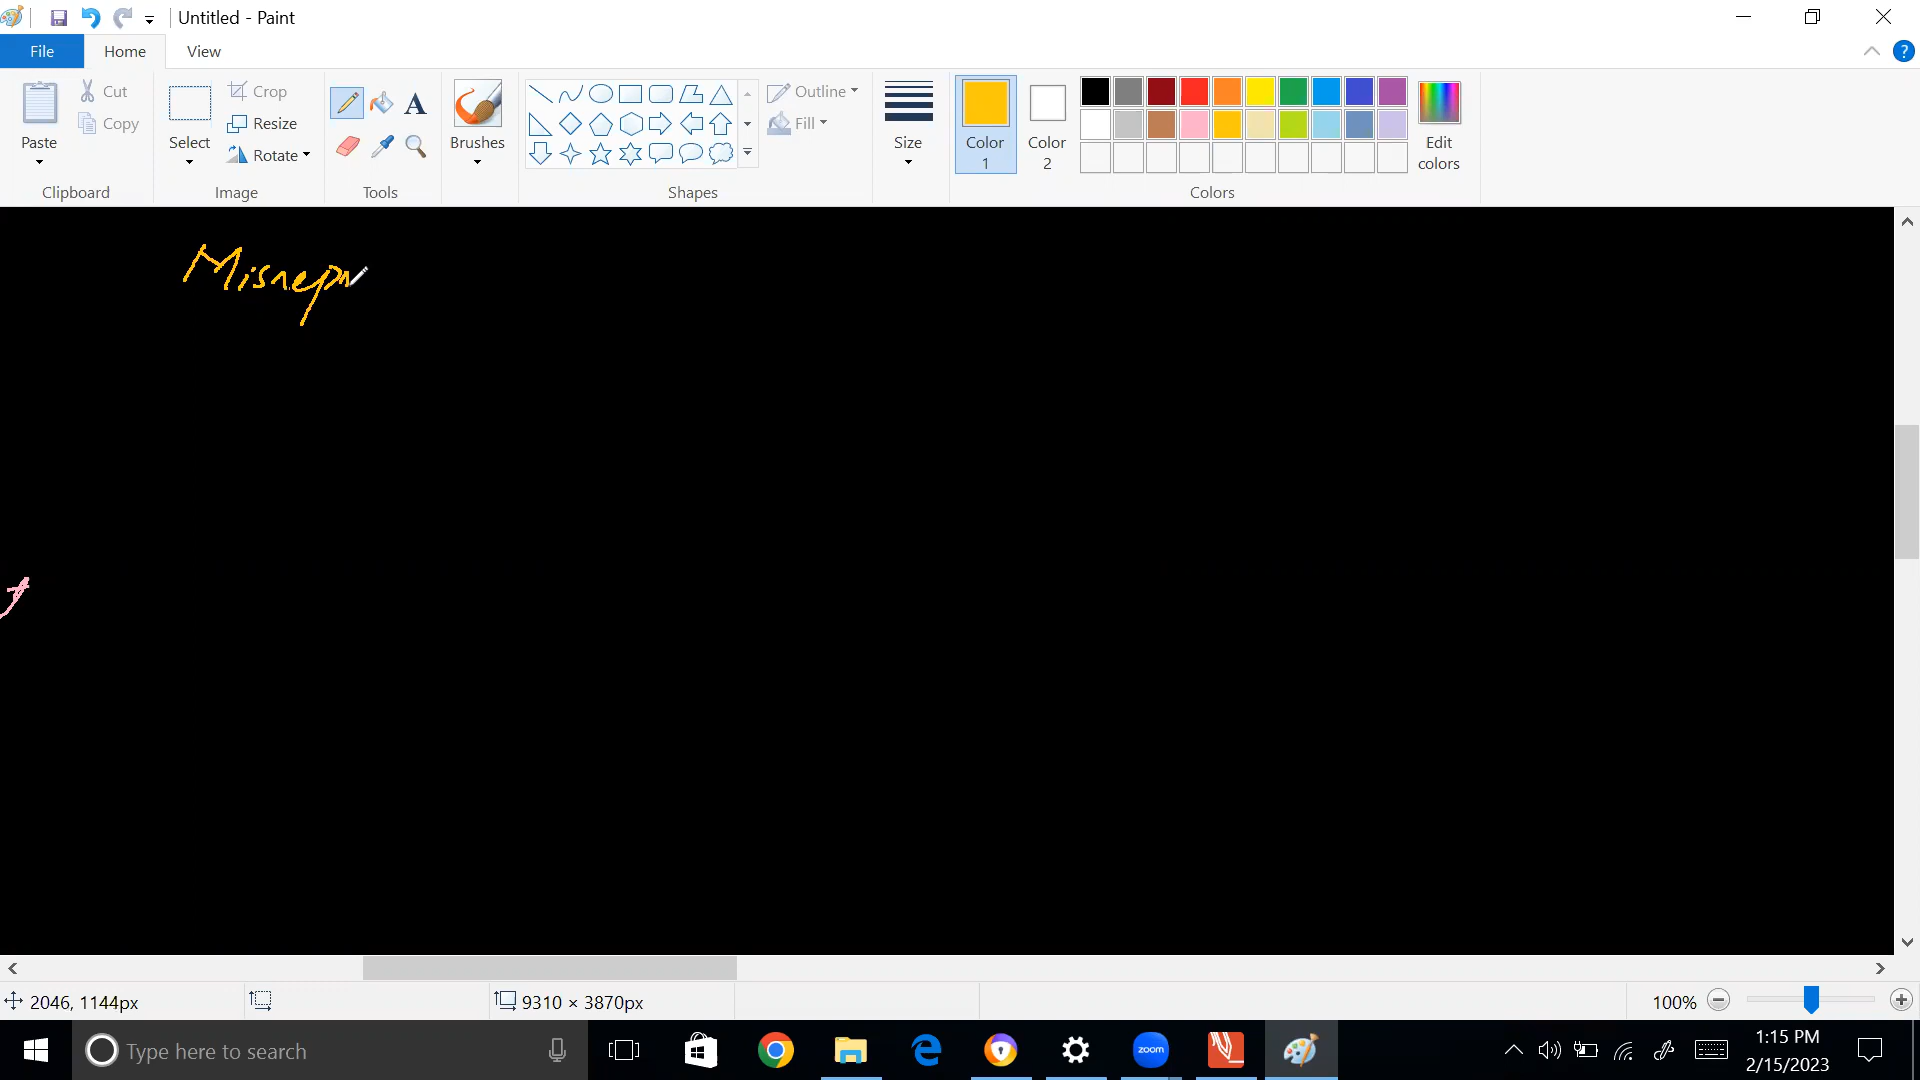 Untitled - Paint
File Home View
Paste
Cut
Copy
Clipboard
Select
Crop
Resize
Rotate
Image
A
Tools
Brushes
Shapes
Outline
Fill
Size
Color 1
Color 2
Edit colors
Colors
?
Misrepr
2046, 1144px
9310 × 3870px
100%
Type here to search
zoom
1:15 PM
2/15/2023